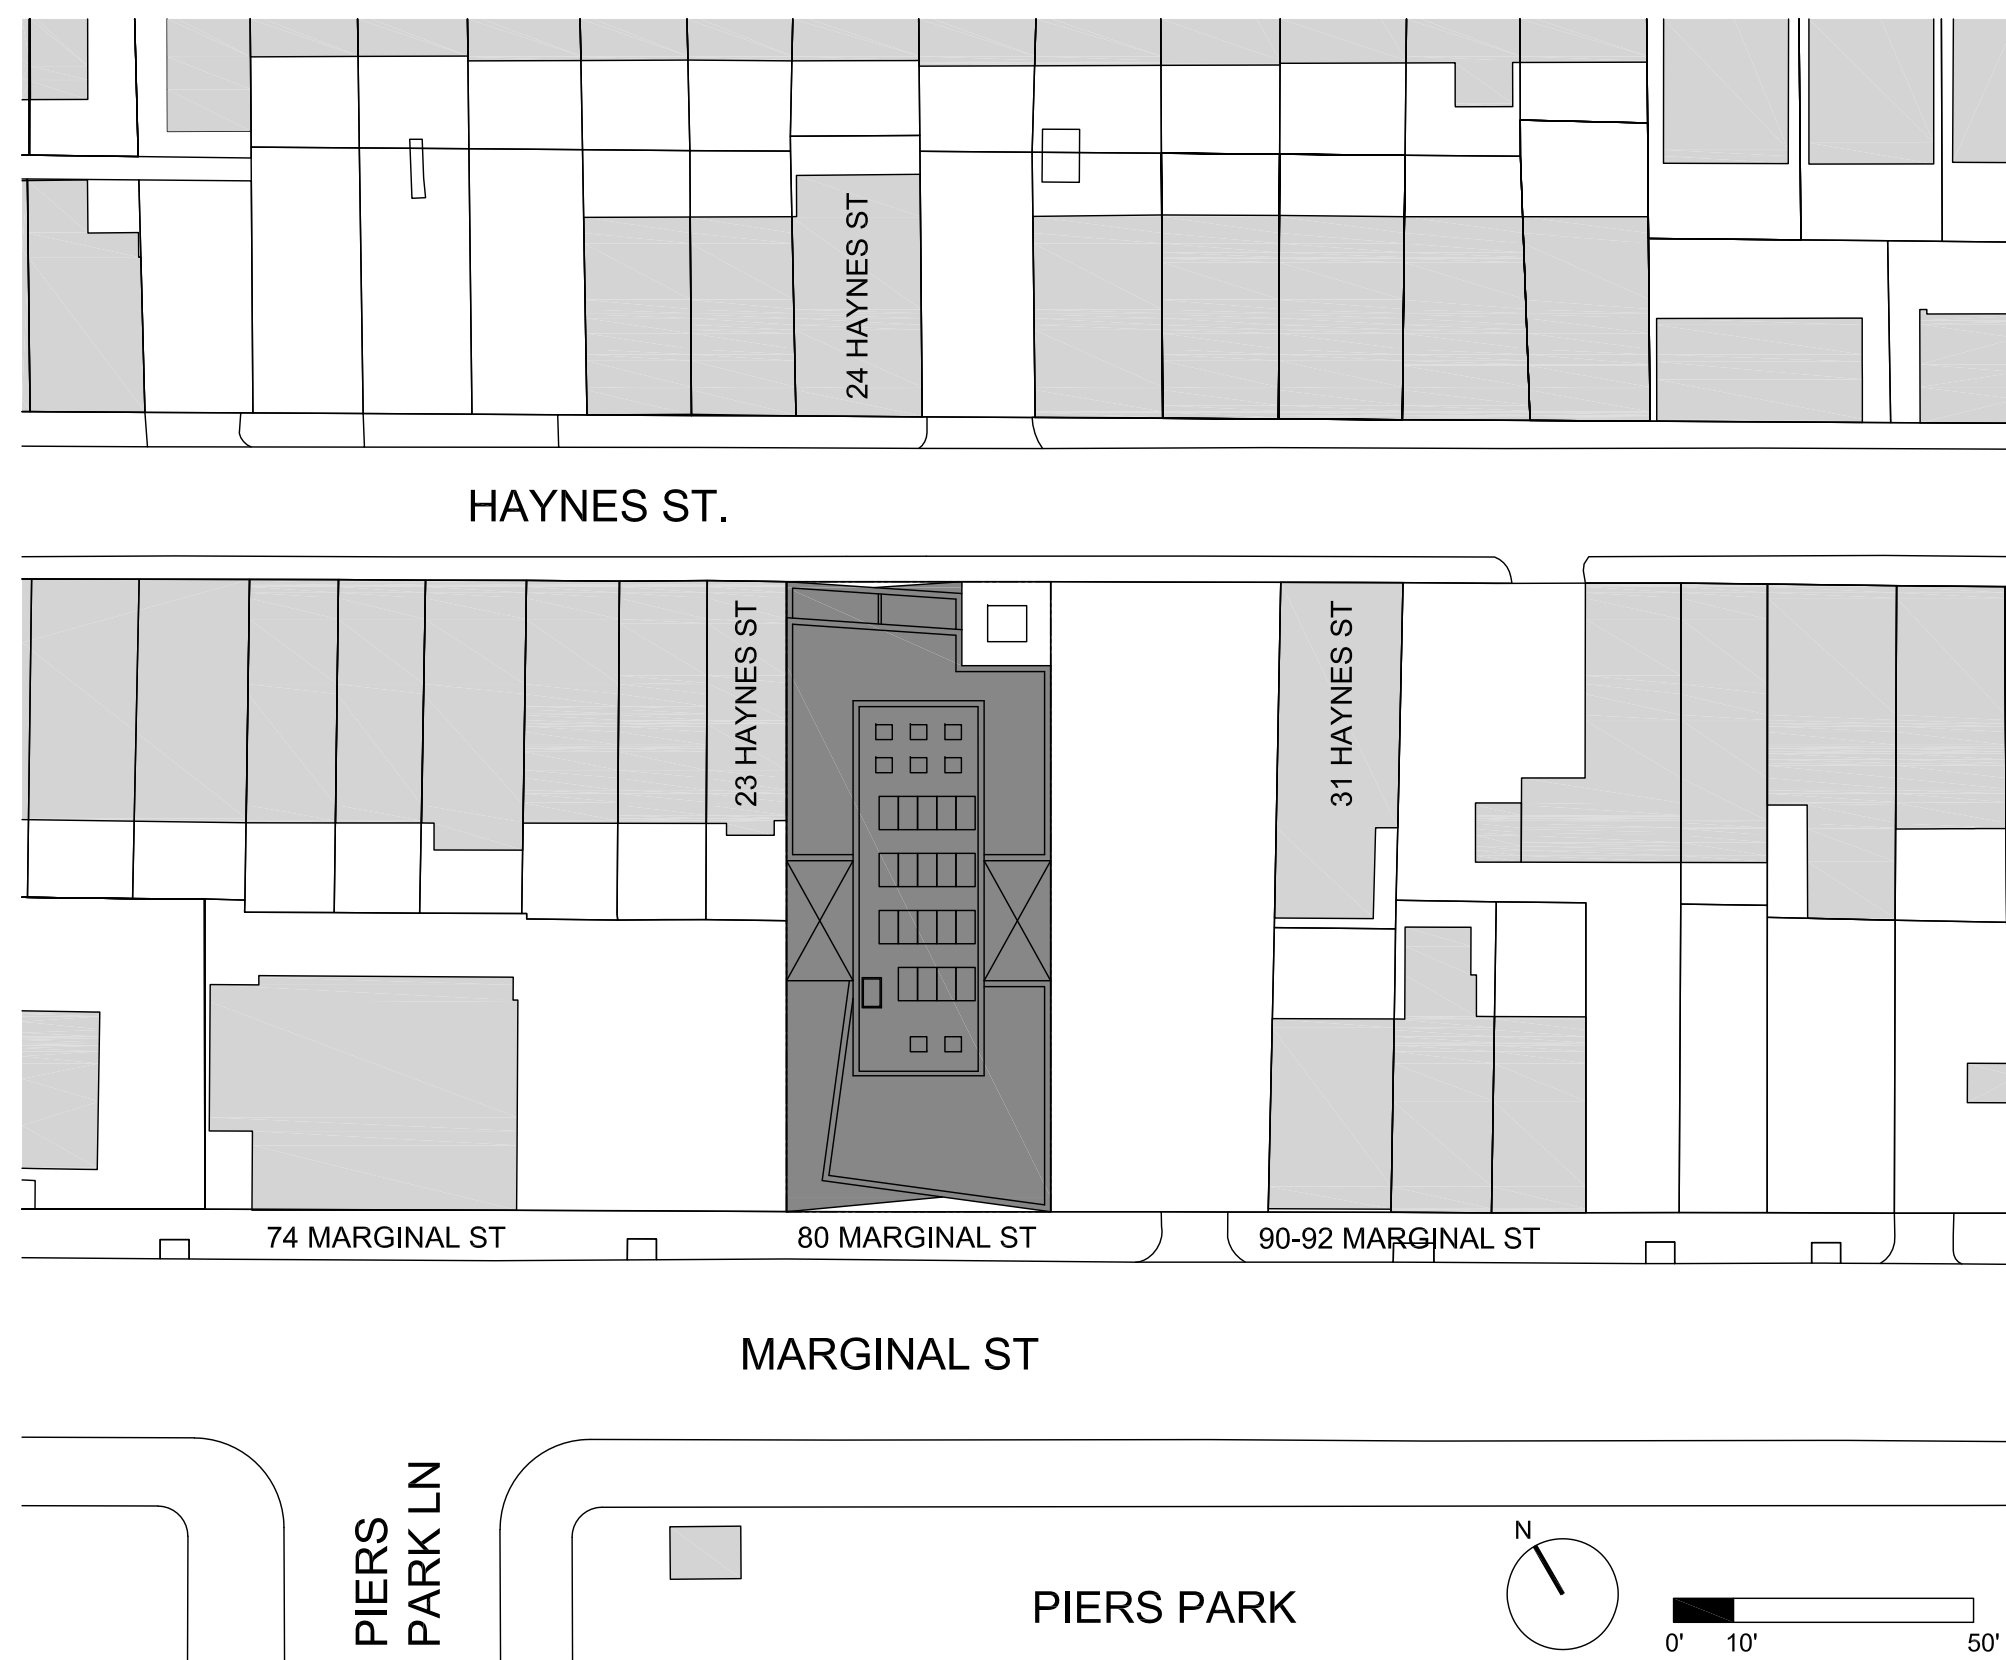 24 HAYNES ST
HAYNES ST.
23 HAYNES ST
31 HAYNES ST
74 MARGINAL ST
80 MARGINAL ST
90-92 MARGINAL ST
MARGINAL ST
PIERS
PARK LN
PIERS PARK
N
0' 10' 50'